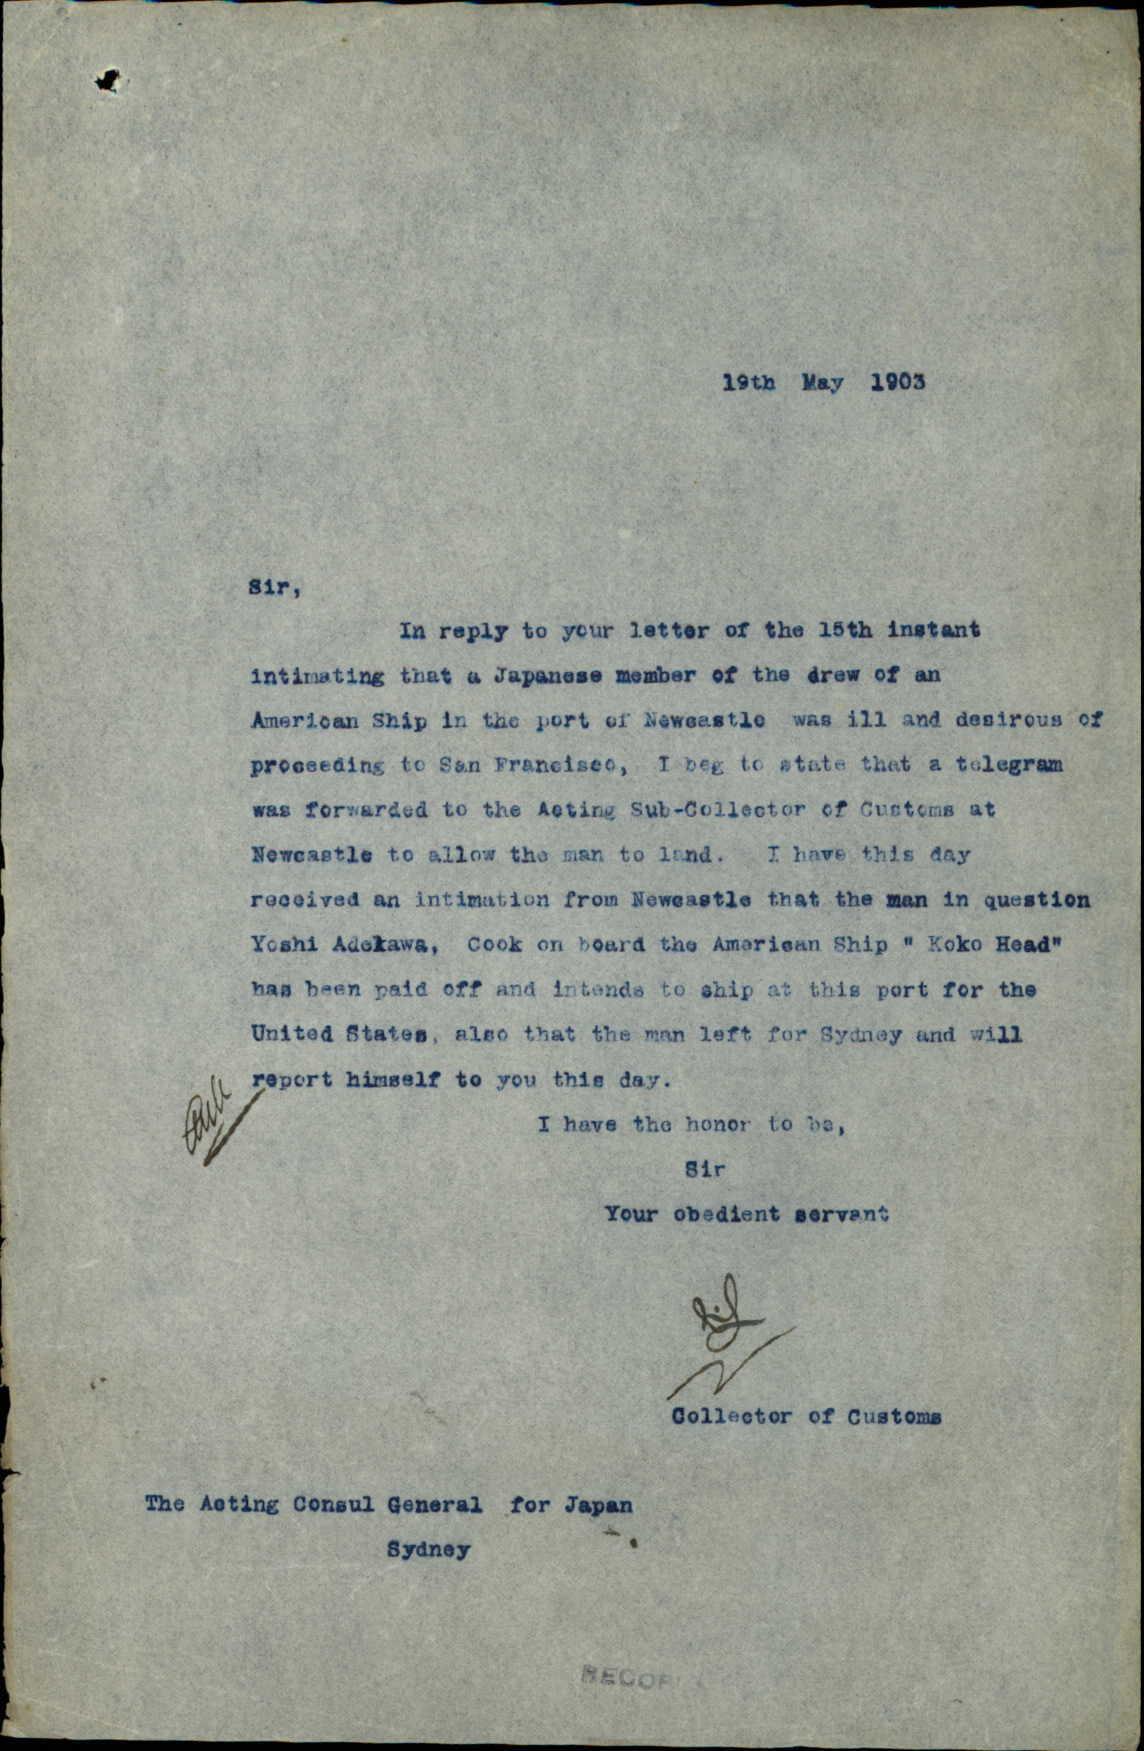 19th May 1903
Sir,
In reply to your letter of the 15th instant
intimating that a Japanese member of the drew of an
American Ship in the port of Newcastle was ill and desirous of
proceeding to San Francisco, I beg to state that a telegram
was forwarded to the Acting Sub-Collector of Customs at
Newcastle to allow the man to land. I have this day
received an intimation from Newcastle that the man in question
Yoshi Adekawa, Cook on board the American Ship " Koko Head"
has been paid off and intends to ship at this port for the
United States, also that the man left for Sydney and will
report himself to you this day.
I have the honor to be,
Sir
Your obedient servant
Collector of Customs
The Acting Consul General for Japan
Sydney
RECOR